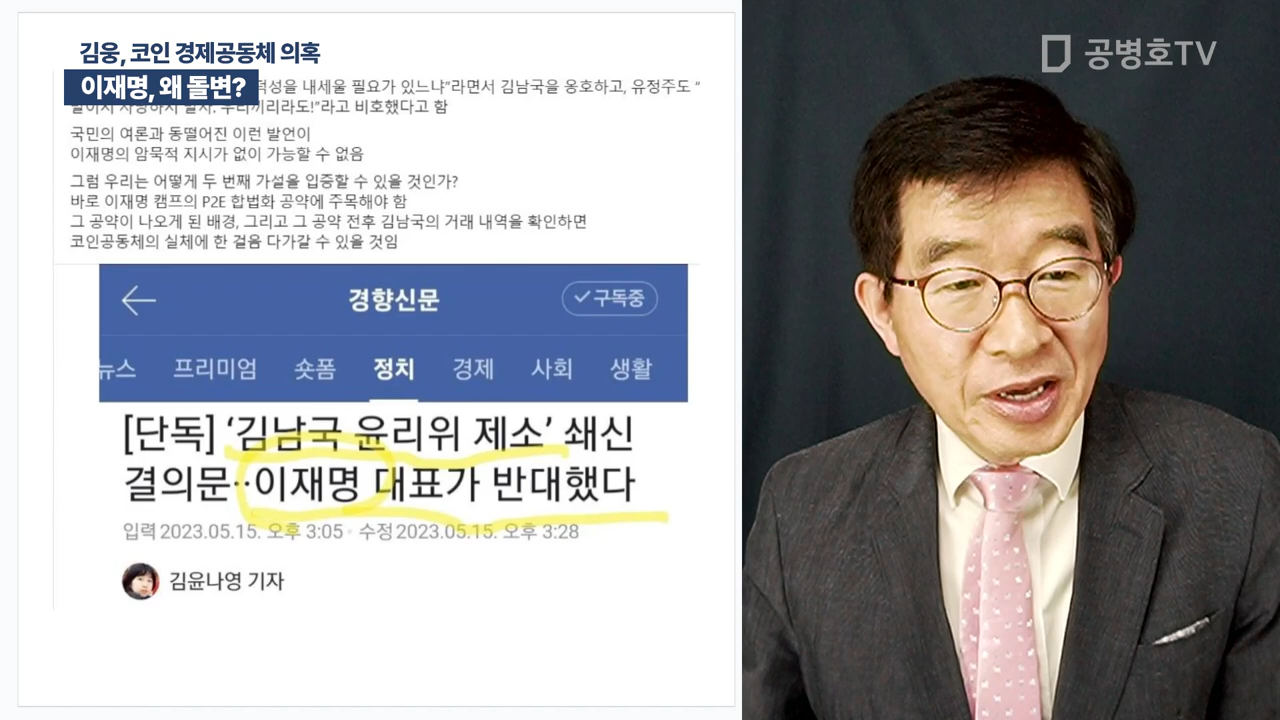 김웅, 코인 경제공동체 의혹
이재명, 왜 돌변?
공병호TV
덕성을 내세울 필요가 있느냐"라면서 김남국을 옹호하고, 유정주도 "
우리끼리라도!"라고 비호했다고 함
국민의 여론과 동떨어진 이런 발언이
이재명의 암묵적 지시가 없이 가능할 수 없음
그럼 우리는 어떻게 두 번째 가설을 입증할 수 있을 것인가?
바로 이재명 캠프의 P2E 합법화 공약에 주목해야 함
그 공약이 나오게 된 배경, 그리고 그 공약 전후 김남국의 거래 내역을 확인하면
코인공동체의 실체에 한 걸음 다가갈 수 있을 것임
경향신문
구독중
뉴스 프리미엄 숏폼 정치 경제 사회 생활
[단독] ‘김남국 윤리위 제소’ 쇄신
결의문··이재명 대표가 반대했다
입력 2023.05.15. 오후 3:05 · 수정 2023.05.15. 오후 3:28
김윤나영 기자